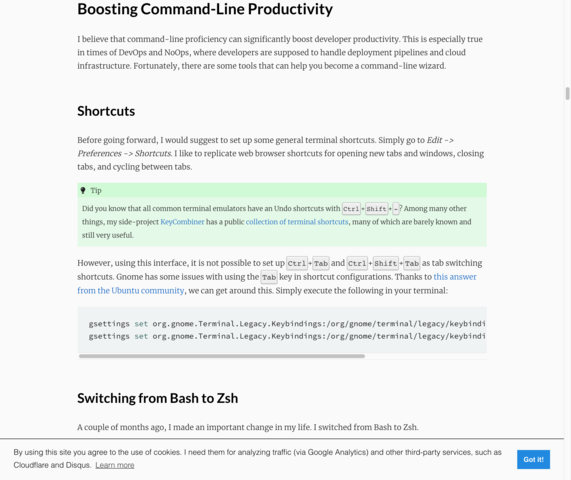 Boosting Command-Line Productivity
I believe that command-line proficiency can significantly boost developer productivity. This is especially true
in times of DevOps and NoOps, where developers are supposed to handle deployment pipelines and cloud
infrastructure. Fortunately, there are some tools that can help you become a command-line wizard.
Shortcuts
Before going forward, I would suggest to set up some general terminal shortcuts. Simply go to Edit ->
Preferences -> Shortcuts. I like to replicate web browser shortcuts for opening new tabs and windows, closing
tabs, and cycling between tabs.
Tip
Did you know that all common terminal emulators have an Undo shortcuts with Ctrl+Shift+-? Among many other
things, my side-project KeyCombiner has a public collection of terminal shortcuts, many of which are barely known and
still very useful.
However, using this interface, it is not possible to set up Ctrl+Tab and Ctrl+Shift+Tab as tab switching
shortcuts. Gnome has some issues with using the Tab key in shortcut configurations. Thanks to this answer
from the Ubuntu community, we can get around this. Simply execute the following in your terminal:
gsettings set org.gnome.Terminal.Legacy.Keybindings:/org/gnome/terminal/legacy/keybindi
gsettings set org.gnome.Terminal.Legacy.Keybindings:/org/gnome/terminal/legacy/keybindi
Switching from Bash to Zsh
A couple of months ago, I made an important change in my life. I switched from Bash to Zsh.
By using this site you agree to the use of cookies. I need them for analyzing traffic (via Google Analytics) and other third-party services, such as
Cloudflare and Disqus. Learn more
Got it!